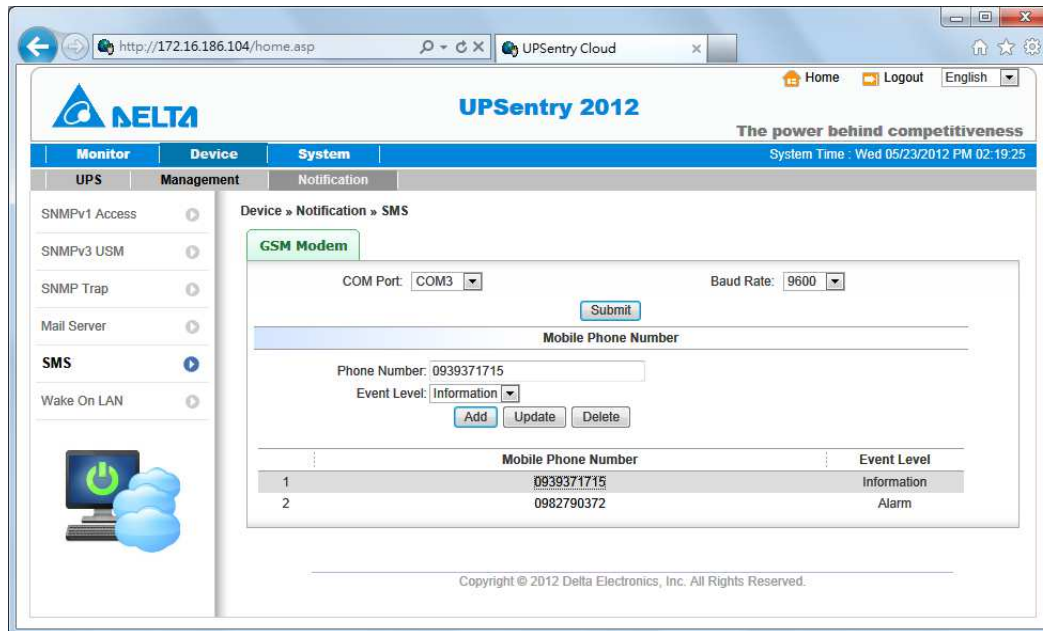 http://172.16.186.104/home.asp
UPSentry Cloud
Home Logout English
DELTA
UPSentry 2012
The power behind competitiveness
Monitor Device System System Time : Wed 05/23/2012 PM 02:19:25
UPS Management Notification
SNMPv1 Access
SNMPv3 USM
SNMP Trap
Mail Server
SMS
Wake On LAN
Device » Notification » SMS
GSM Modem
COM Port: COM3 Baud Rate: 9600
Submit
Mobile Phone Number
Phone Number: 0939371715
Event Level: Information
Add Update Delete
Mobile Phone Number Event Level
1 0939371715 Information
2 0982790372 Alarm
Copyright © 2012 Delta Electronics, Inc. All Rights Reserved.